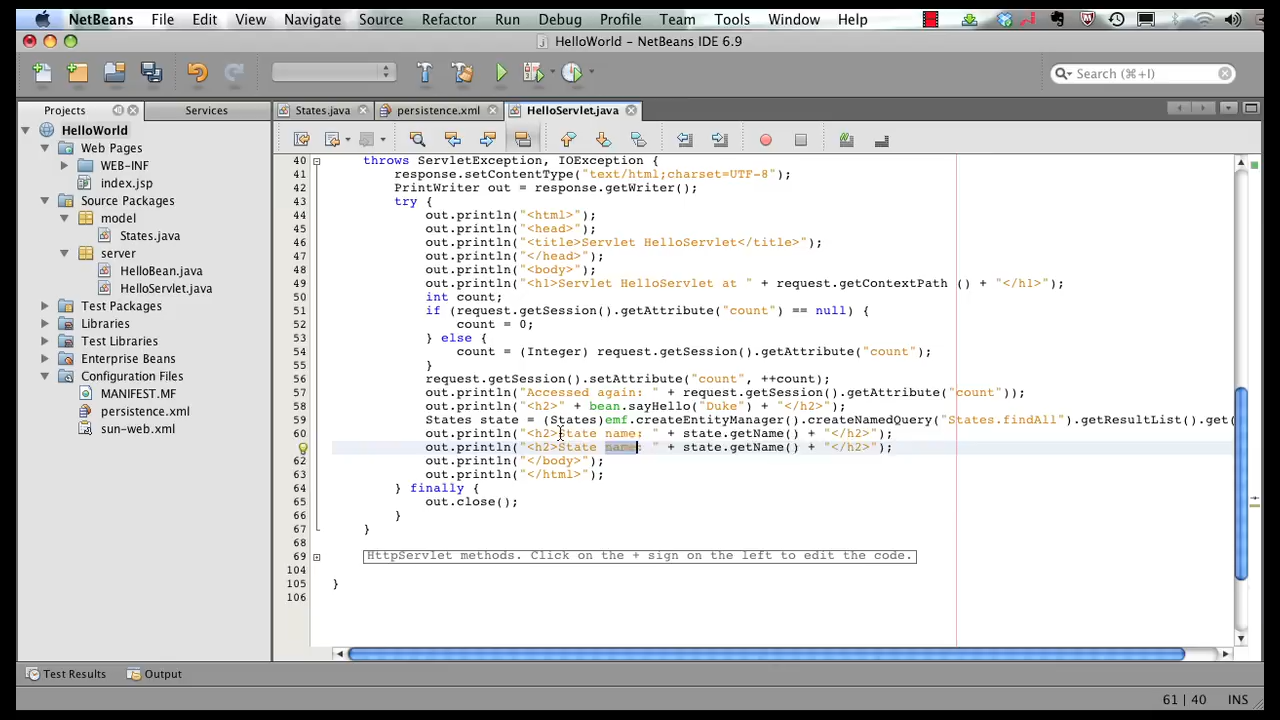 NetBeans File Edit View Navigate Source Refactor Run Debug Profile Team Tools Window Help
HelloWorld – NetBeans IDE 6.9
Search (⌘+I)
Projects Services States.java persistence.xml HelloServlet.java
HelloWorld
Web Pages
WEB-INF
index.jsp
Source Packages
model
States.java
server
HelloBean.java
HelloServlet.java
Test Packages
Libraries
Test Libraries
Enterprise Beans
Configuration Files
MANIFEST.MF
persistence.xml
sun-web.xml
40 throws ServletException, IOException {
41 response.setContentType("text/html;charset=UTF-8");
42 PrintWriter out = response.getWriter();
43 try {
44 out.println("<html>");
45 out.println("<head>");
46 out.println("<title>Servlet HelloServlet</title>");
47 out.println("</head>");
48 out.println("<body>");
49 out.println("<h1>Servlet HelloServlet at " + request.getContextPath () + "</h1>");
50 int count;
51 if (request.getSession().getAttribute("count") == null) {
52 count = 0;
53 } else {
54 count = (Integer) request.getSession().getAttribute("count");
55 }
56 request.getSession().setAttribute("count", ++count);
57 out.println("Accessed again: " + request.getSession().getAttribute("count"));
58 out.println("<h2>" + bean.sayHello("Duke") + "</h2>");
59 States state = (States)emf.createEntityManager().createNamedQuery("States.findAll").getResultList().get(
60 out.println("<h2>State name: " + state.getName() + "</h2>");
61 out.println("<h2>State name: " + state.getName() + "</h2>");
62 out.println("</body>");
63 out.println("</html>");
64 } finally {
65 out.close();
66 }
67 }
68
69 HttpServlet methods. Click on the + sign on the left to edit the code.
104
105 }
106
Test Results Output
61 | 40 INS